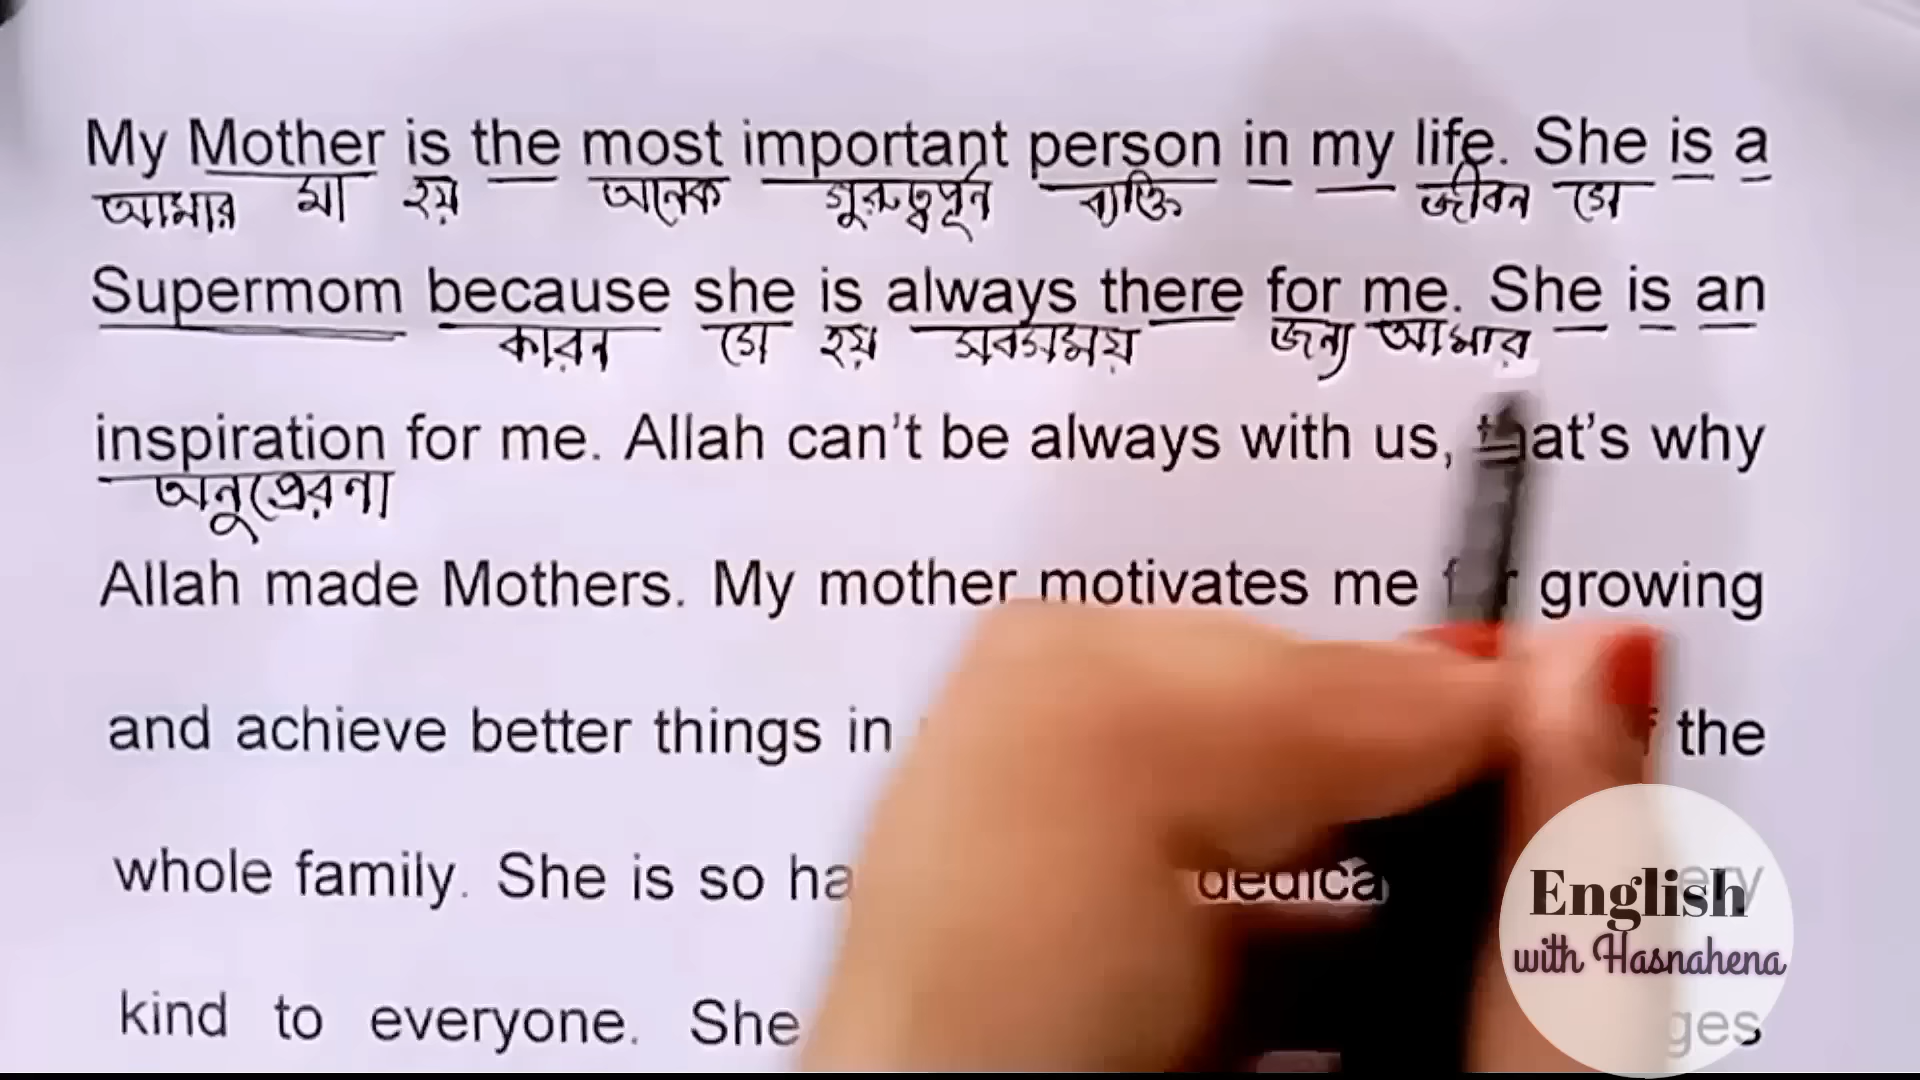 My Mother is the most important person in my life. She is a
আমার মা হয় অনেক গুরুত্বপূর্ন ব্যক্তি জীবন সে
Supermom because she is always there for me. She is an
কারন সে হয় সবসময় জন্য আমার
inspiration for me. Allah can't be always with us, that's why
অনুপ্রেরনা
Allah made Mothers. My mother motivates me for growing
and achieve better things in the
whole family. She is so
kind to everyone. She
English
with Hasnahena